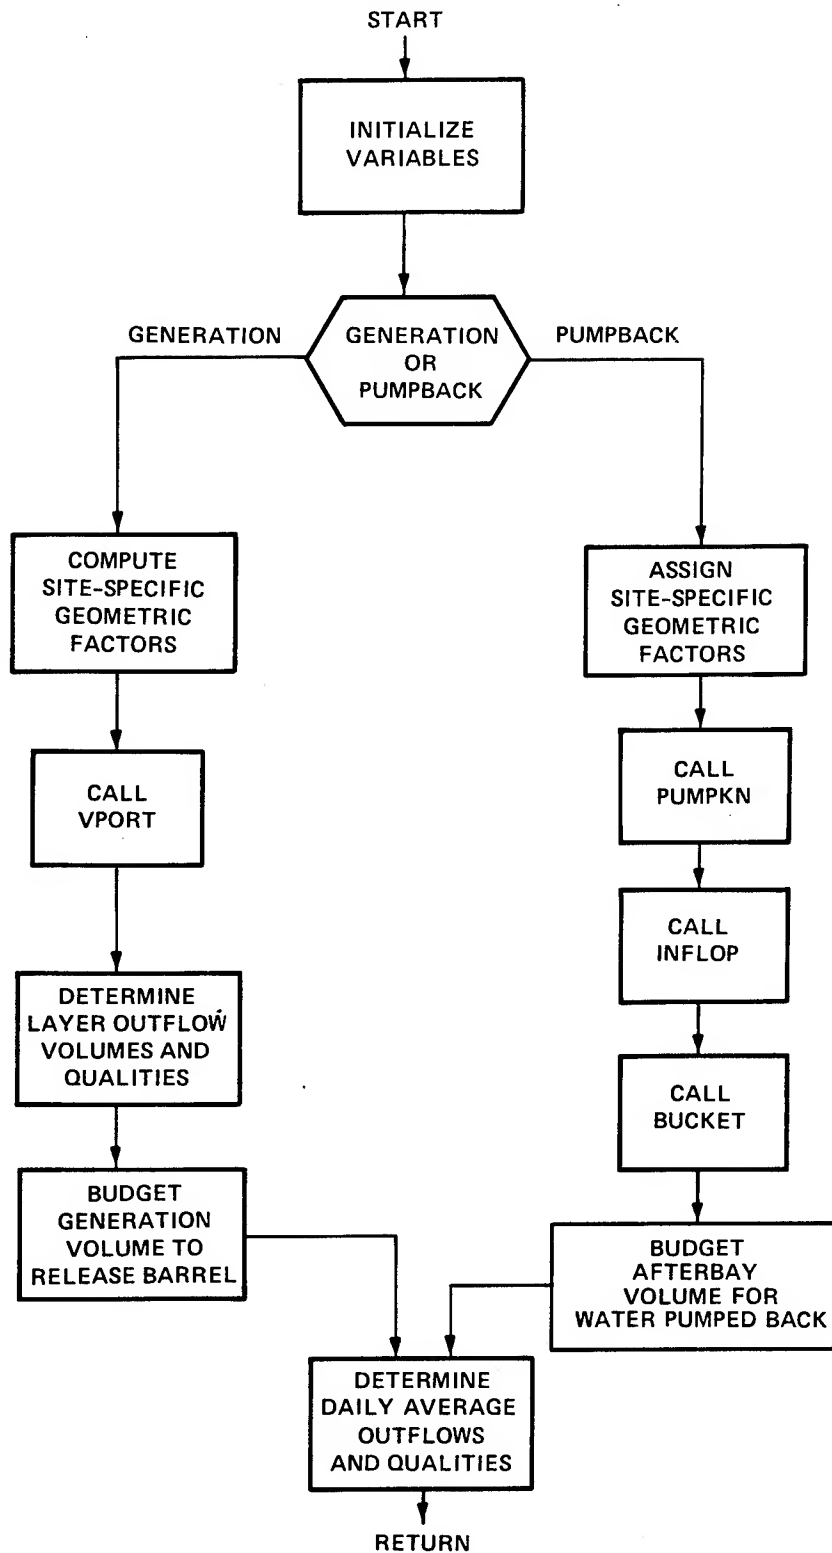 START
INITIALIZE
VARIABLES
GENERATION
GENERATION
OR
PUMPBACK
PUMPBACK
COMPUTE
SITE-SPECIFIC
GEOMETRIC
FACTORS
CALL
VPORT
DETERMINE
LAYER OUTFLOW
VOLUMES AND
QUALITIES
BUDGET
GENERATION
VOLUME TO
RELEASE BARREL
ASSIGN
SITE-SPECIFIC
GEOMETRIC
FACTORS
CALL
PUMPKN
CALL
INFLOP
CALL
BUCKET
BUDGET
AFTERBAY
VOLUME FOR
WATER PUMPED BACK
DETERMINE
DAILY AVERAGE
OUTFLOWS
AND QUALITIES
RETURN